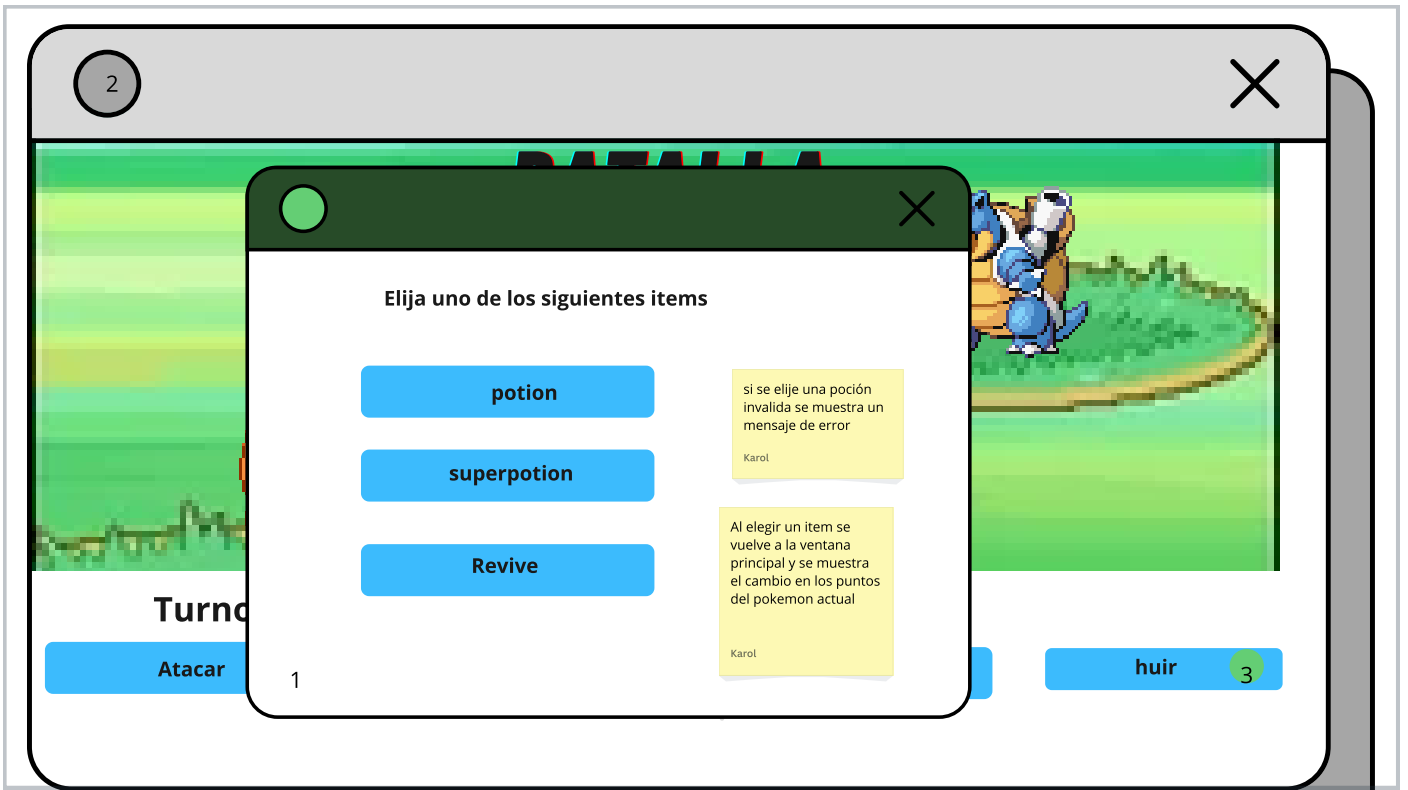 2
BATALLA
Elija uno de los siguientes items
potion
superpotion
Revive
si se elije una poción
invalida se muestra un
mensaje de error
Karol
Al elegir un item se
vuelve a la ventana
principal y se muestra
el cambio en los puntos
del pokemon actual
Karol
1
Turno
Atacar
huir
3